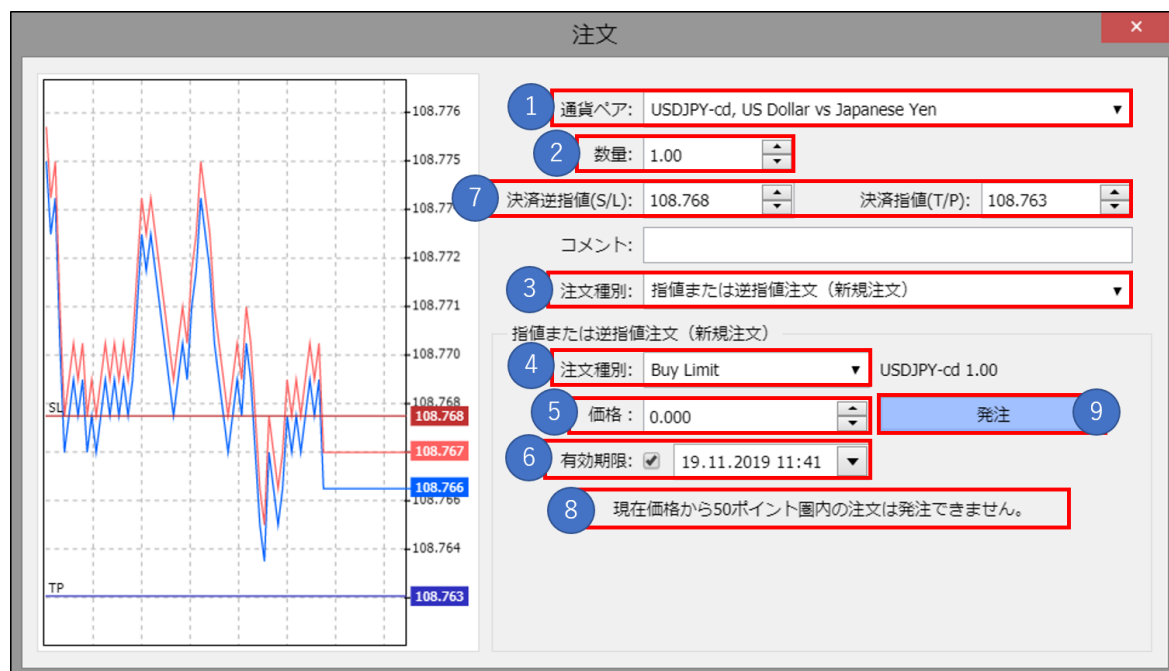 注文
×
108.776
108.775
108.77
108.772
108.771
108.770
108.768
SL
108.768
108.767
108.766
108.766
108.764
TP
108.763
1 通貨ペア: USDJPY-cd, US Dollar vs Japanese Yen
2 数量: 1.00
7 決済逆指値(S/L): 108.768 決済指値(T/P): 108.763
コメント:
3 注文種別: 指値または逆指値注文（新規注文）
指値または逆指値注文（新規注文）
4 注文種別: Buy Limit USDJPY-cd 1.00
5 価格： 0.000 発注 9
6 有効期限: 19.11.2019 11:41
8 現在価格から50ポイント圏内の注文は発注できません。